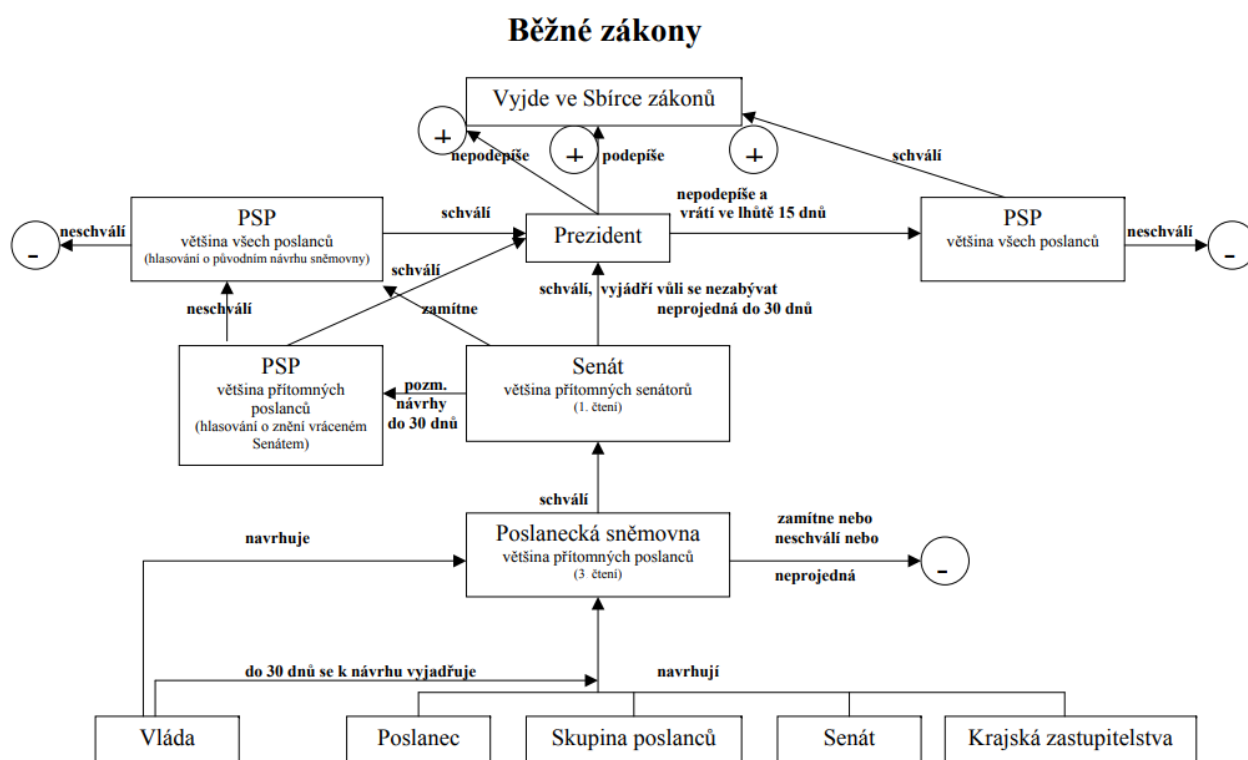 Běžné zákony
Vyjde ve Sbírce zákonů
+
+
+
nepodepíše
podepíše
schválí
nepodepíše a
vrátí ve lhůtě 15 dnů
PSP
většina všech poslanců
(hlasování o původním návrhu sněmovny)
schválí
Prezident
PSP
většina všech poslanců
neschválí
-
neschválí
-
schválí
schválí, vyjádří vůli se nezabývat
neprojedná do 30 dnů
neschválí
zamítne
PSP
většina přítomných
poslanců
(hlasování o znění vráceném
Senátem)
pozm.
návrhy
do 30 dnů
Senát
většina přítomných senátorů
(1. čtení)
schválí
navrhuje
Poslanecká sněmovna
většina přítomných poslanců
(3 čtení)
zamítne nebo
neschválí nebo
neprojedná
-
do 30 dnů se k návrhu vyjadřuje
navrhují
Vláda
Poslanec
Skupina poslanců
Senát
Krajská zastupitelstva